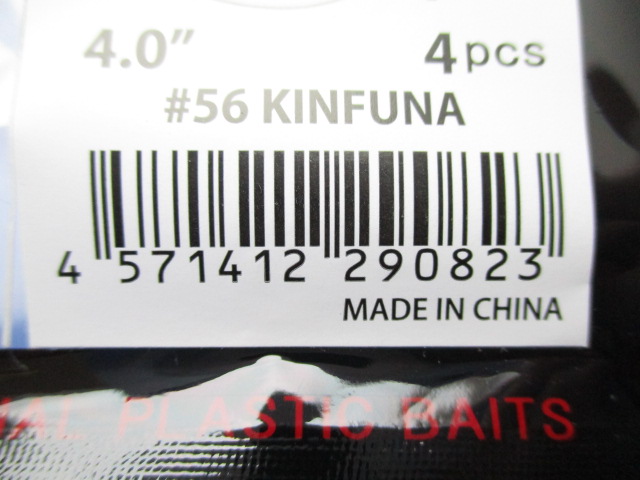 4.0” 4pcs
#56 KINFUNA
4 571412 290823
MADE IN CHINA
PLASTIC BAITS